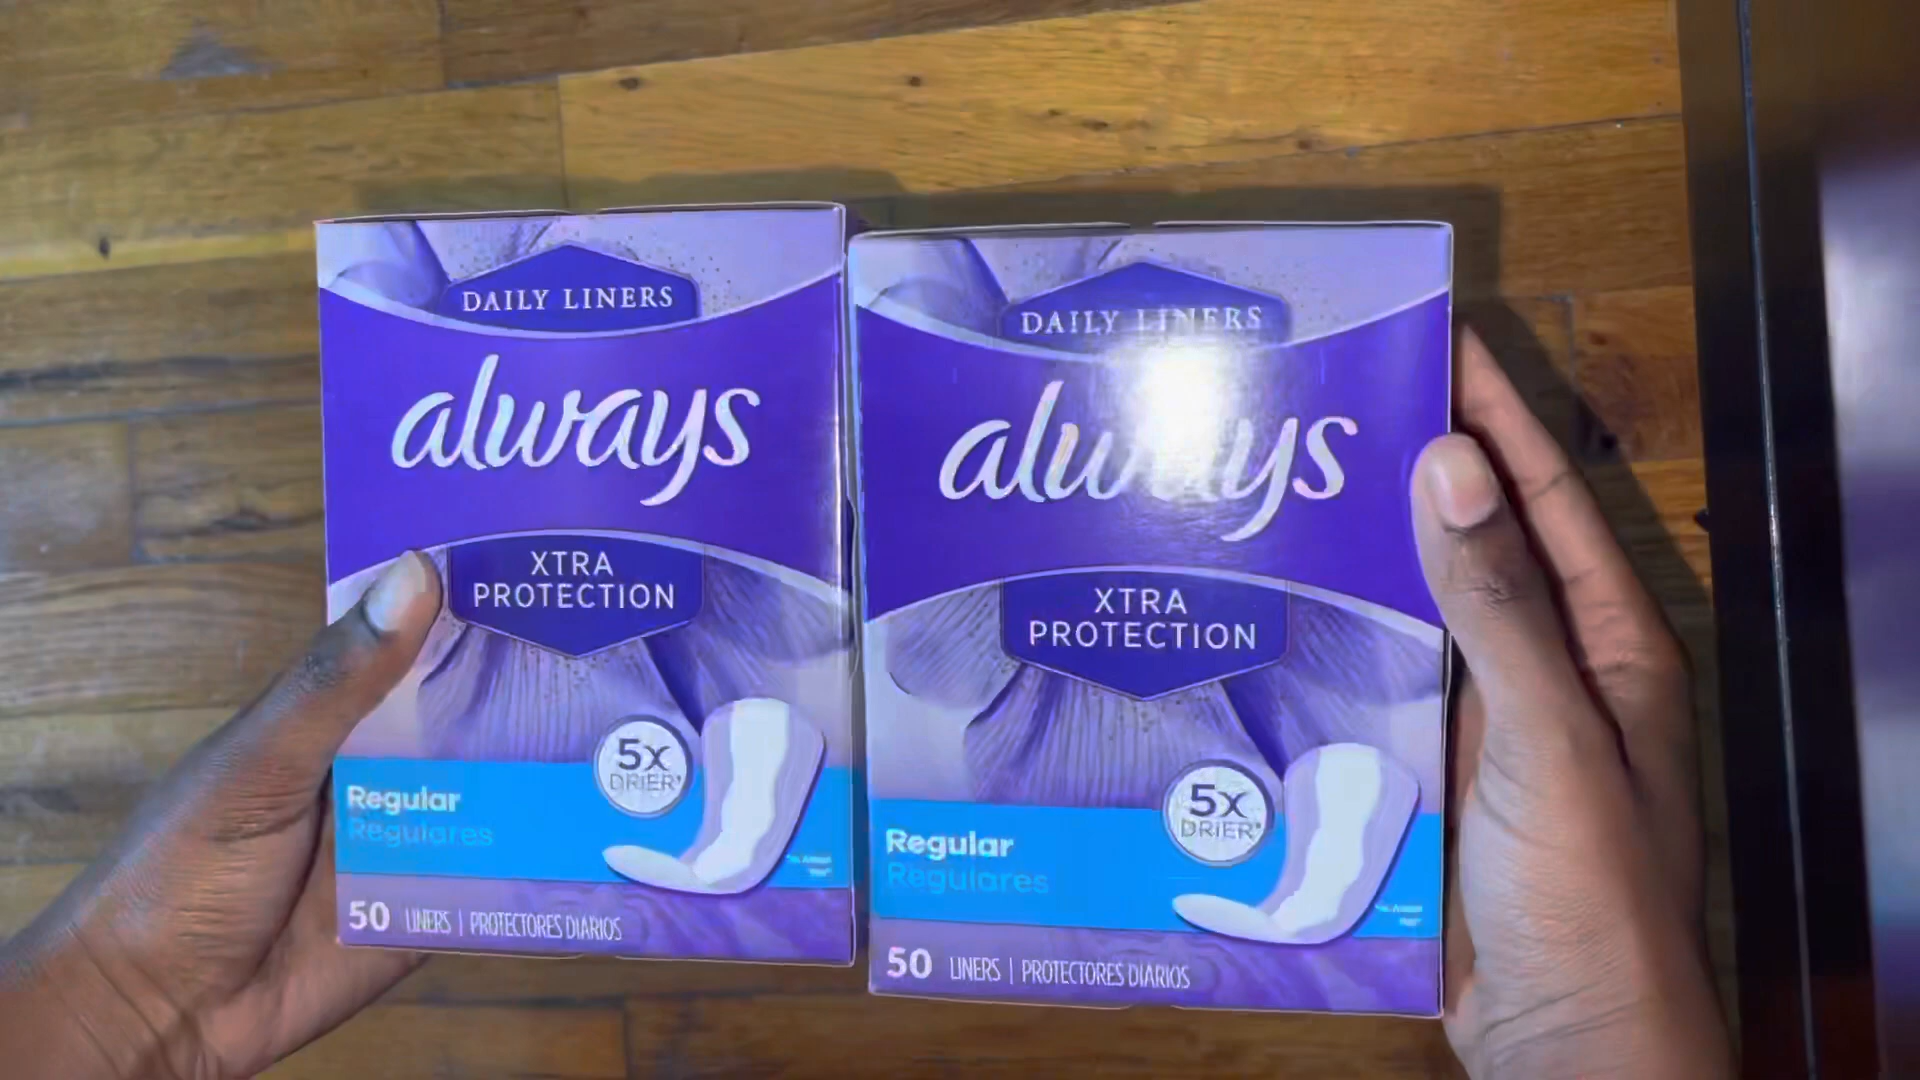 DAILY LINERS
always
XTRA
PROTECTION
5x
DRIER*
Regular
Regulares
50 LINERS | PROTECTORES DIARIOS
DAILY LINERS
always
XTRA
PROTECTION
5x
DRIER*
Regular
Regulares
50 LINERS | PROTECTORES DIARIOS